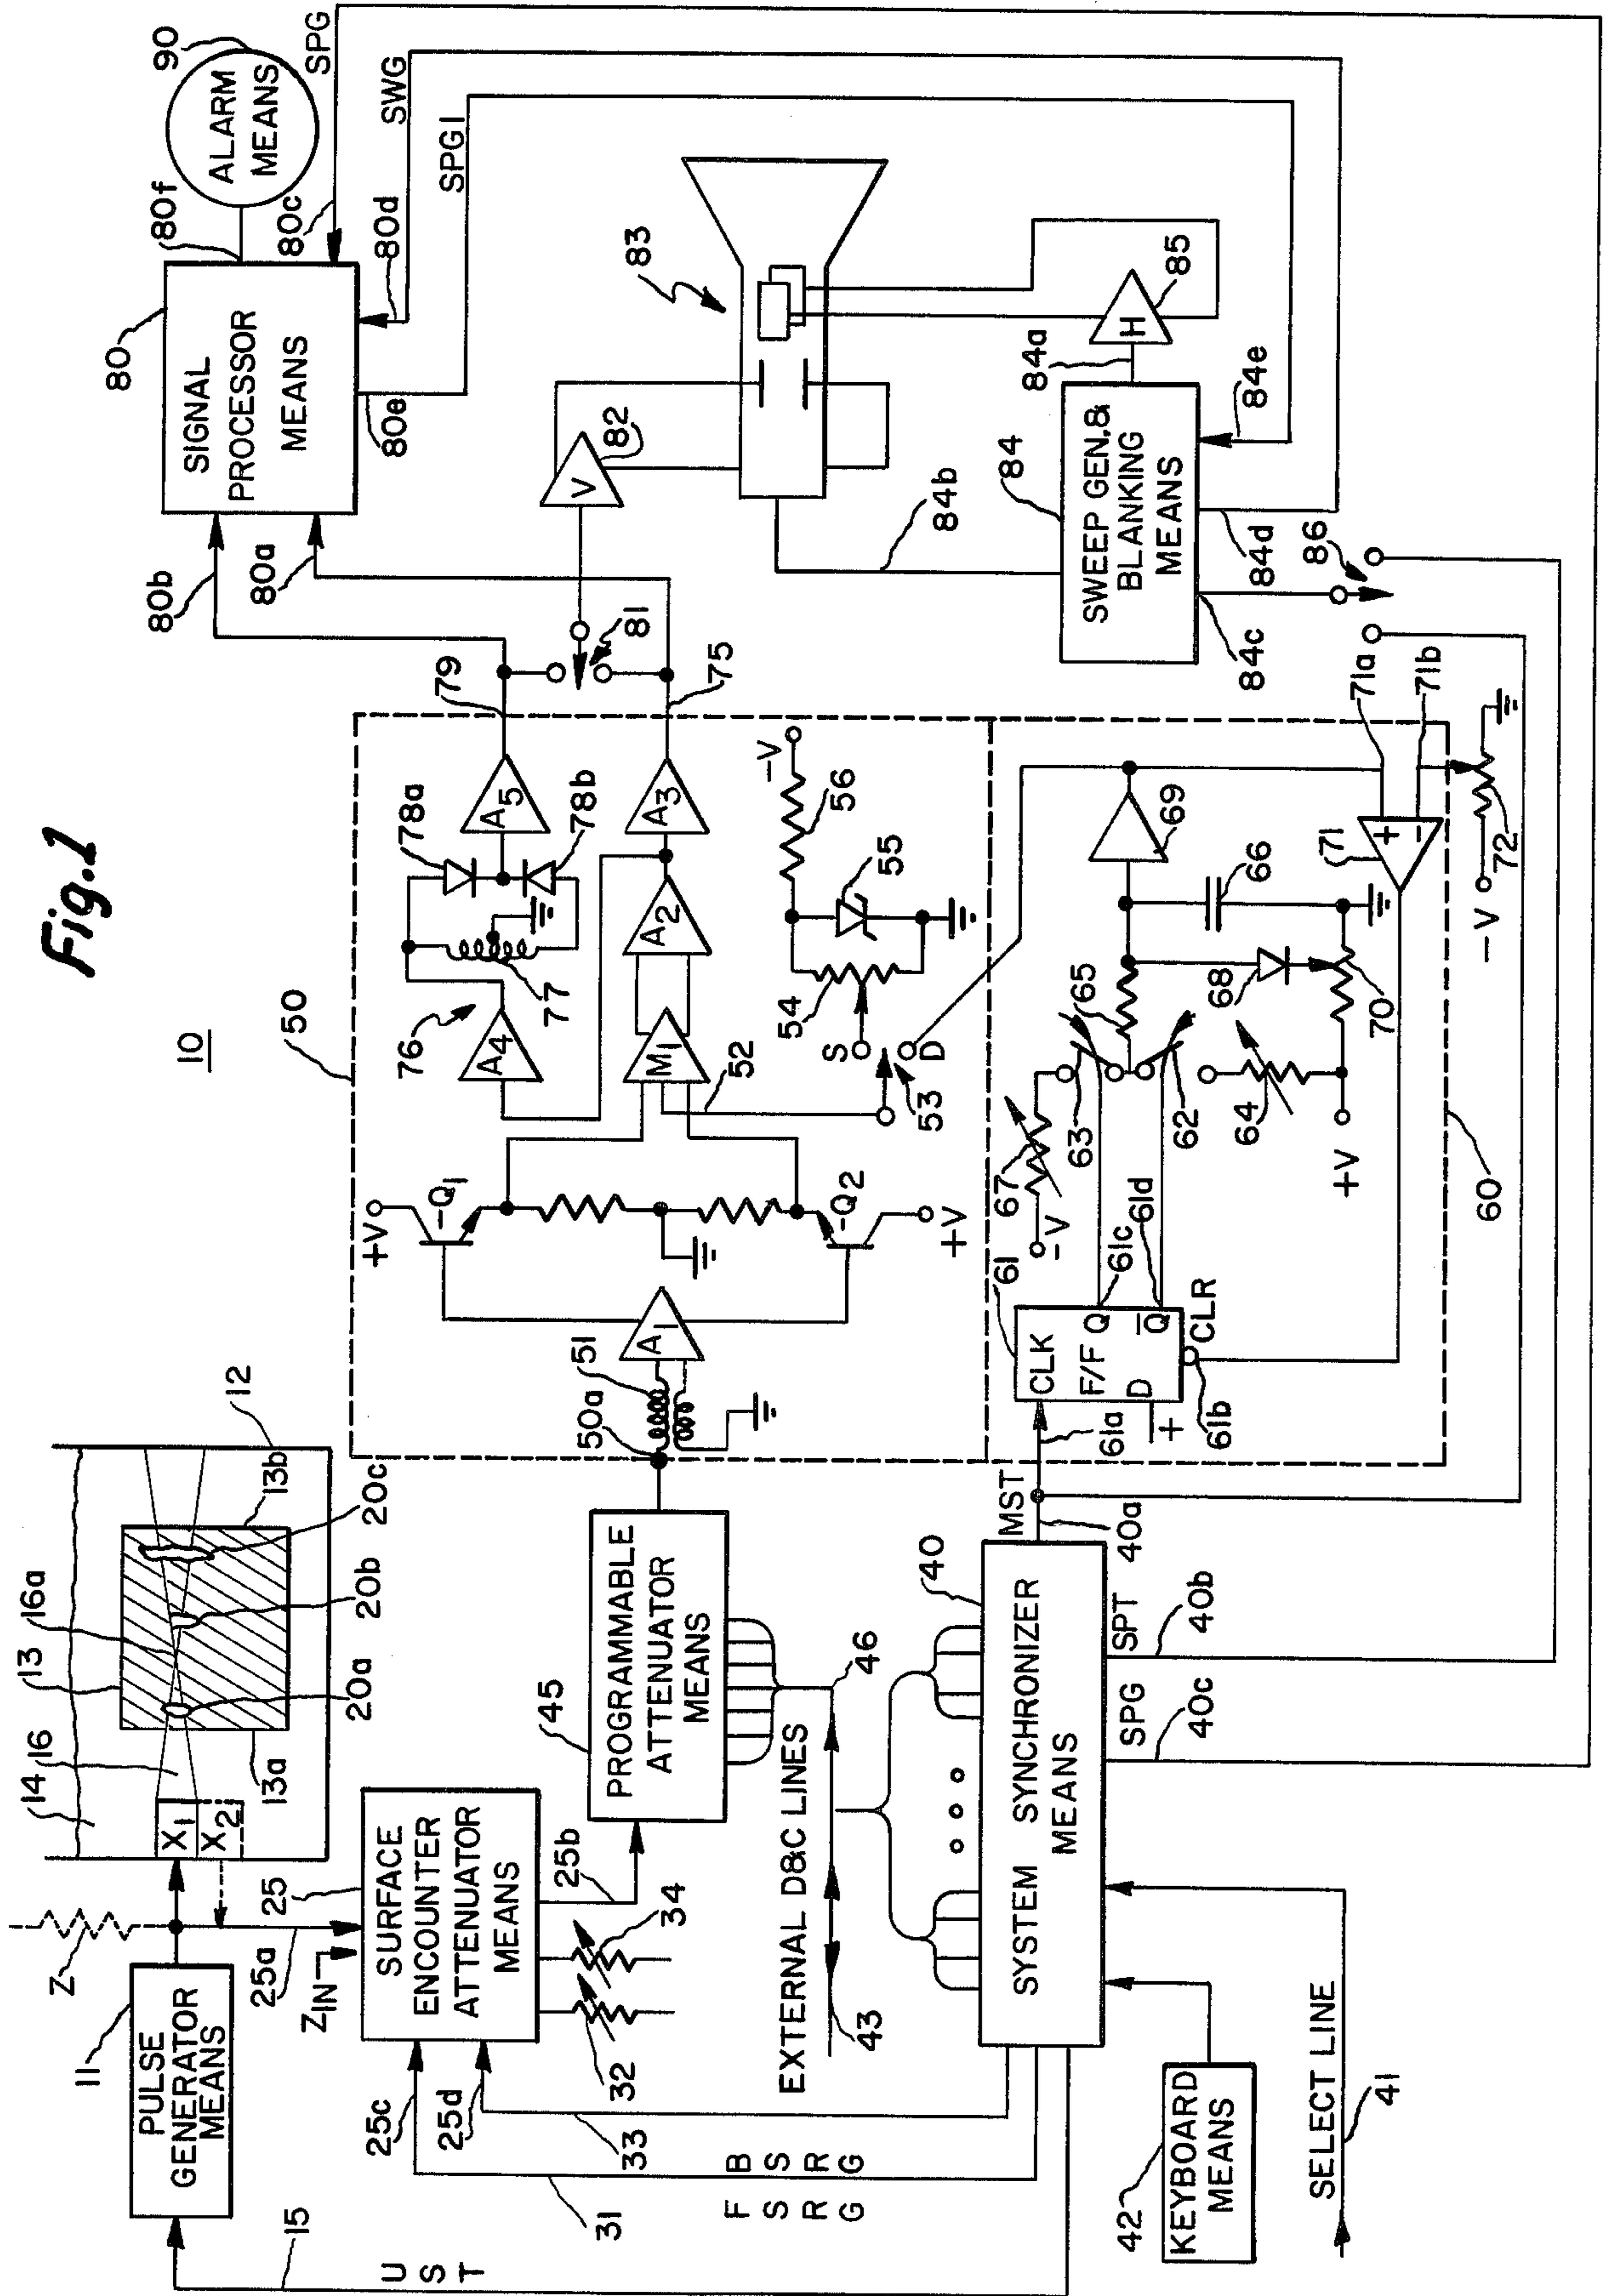 Fig.1
10
11
PULSE
GENERATOR
MEANS
15
UST
Z
25a
ZIN
25
14
16
X1
X2
13
16a
13a
20a
20b
20c
13b
12
SURFACE
ENCOUNTER
ATTENUATOR
MEANS
25b
25c
25d
32
34
33
31
FSRG
BSRG
45
PROGRAMMABLE
ATTENUATOR
MEANS
46
EXTERNAL D&C LINES
43
40
SYSTEM SYNCHRONIZER
MEANS
42
KEYBOARD
MEANS
SELECT LINE
41
MST
40a
SPT
40b
SPG
40c
50
50a
51
A1
+V
-Q1
-Q2
+V
M1
52
53
S
D
54
55
56
-V
A2
A3
75
76
A4
77
78a
78b
A5
79
60
61
CLK
F/F Q
D Q
+
61a
61b
CLR
61c
61d
67
-V
63
62
64
+V
65
66
68
69
70
71
+
-
71a
71b
72
-V
80
SIGNAL
PROCESSOR
MEANS
80a
80b
80c
80d
80e
80f
90
ALARM
MEANS
SPG
SWG
SPG1
81
V
82
83
84
SWEEP GEN.&
BLANKING
MEANS
84a
84b
84c
84d
84e
H
85
86